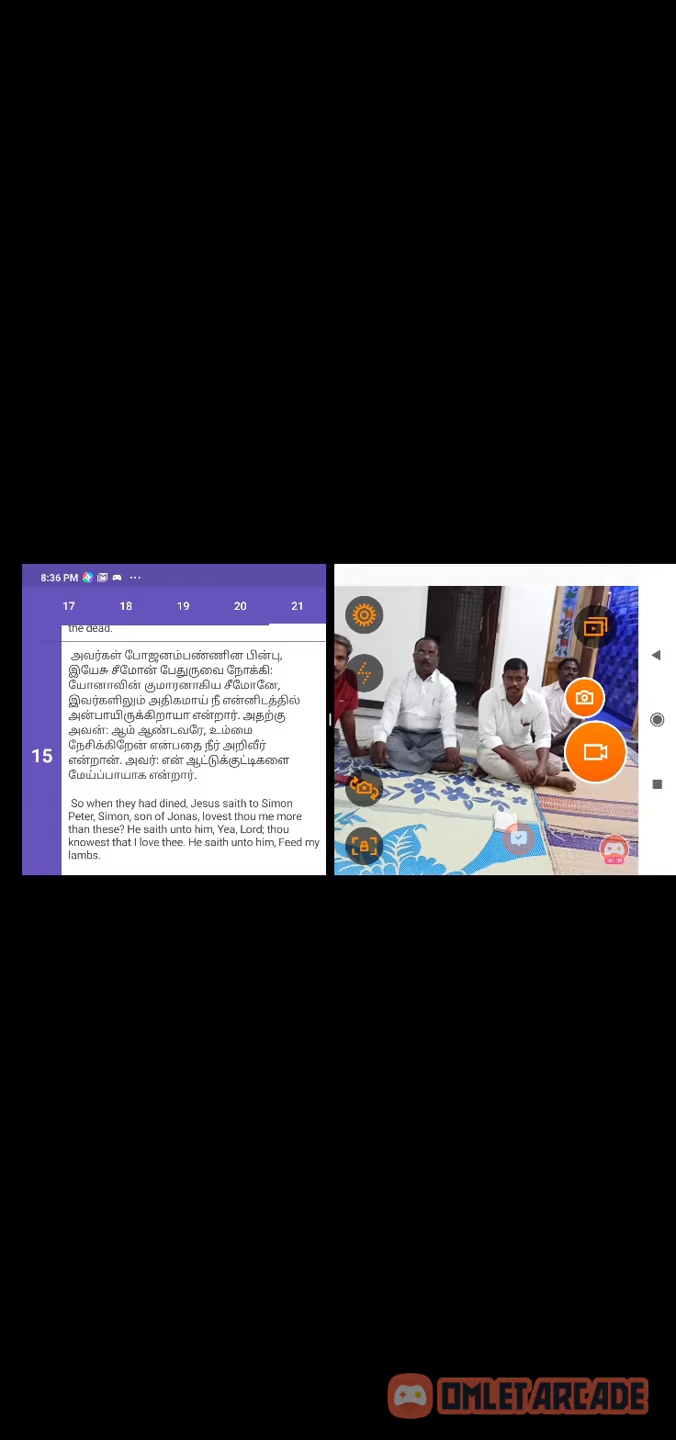 8:36 PM
17 18 19 20 21
the dead.
அவர்கள் போஜனம்பண்ணின பின்பு,
இயேசு சீமோன் பேதுருவை நோக்கி:
யோனாவின் குமாரனாகிய சீமோனே,
இவர்களிலும் அதிகமாய் நீ என்னிடத்தில்
அன்பாயிருக்கிறாயா என்றார். அதற்கு
அவன்: ஆம் ஆண்டவரே, உம்மை
நேசிக்கிறேன் என்பதை நீர் அறிவீர்
15
என்றான். அவர்: என் ஆட்டுக்குட்டிகளை
மேய்ப்பாயாக என்றார்.
So when they had dined, Jesus saith to Simon
Peter, Simon, son of Jonas, lovest thou me more
than these? He saith unto him, Yea, Lord; thou
knowest that I love thee. He saith unto him, Feed my
lambs.
OMLET ARCADE